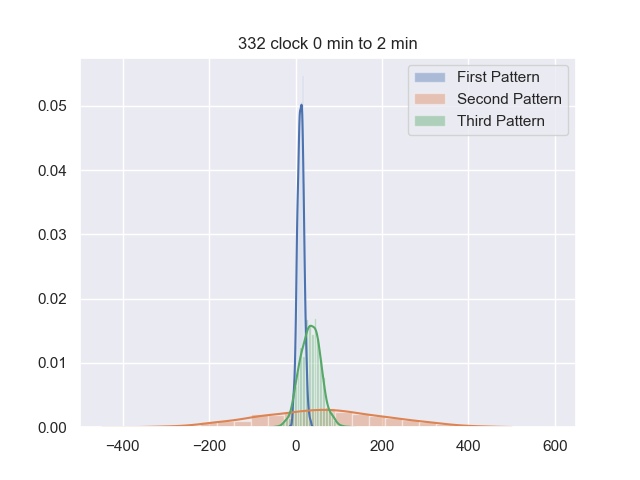 332 clock 0 min to 2 min
First Pattern
Second Pattern
Third Pattern
0.05
0.04
0.03
0.02
0.01
0.00
−400 −200 0 200 400 600